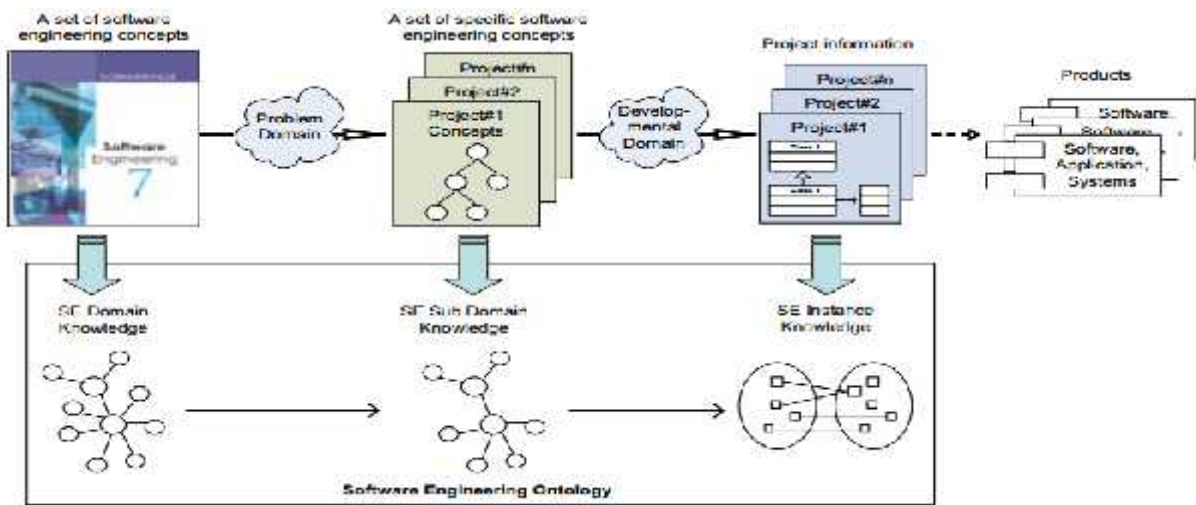 A set of software
engineering concepts
A set of specific software
engineering concepts
Project information
Products
Software
Engineering
7
Problem
Domain
Project#n
Project#2
Project#1
Concepts
Develop-
mental
Domain
Project#n
Project#2
Project#1
Software,
Software,
Software,
Application,
Systems
SE Domain
Knowledge
SE Sub Domain
Knowledge
SE Instance
Knowledge
Software Engineering Ontology